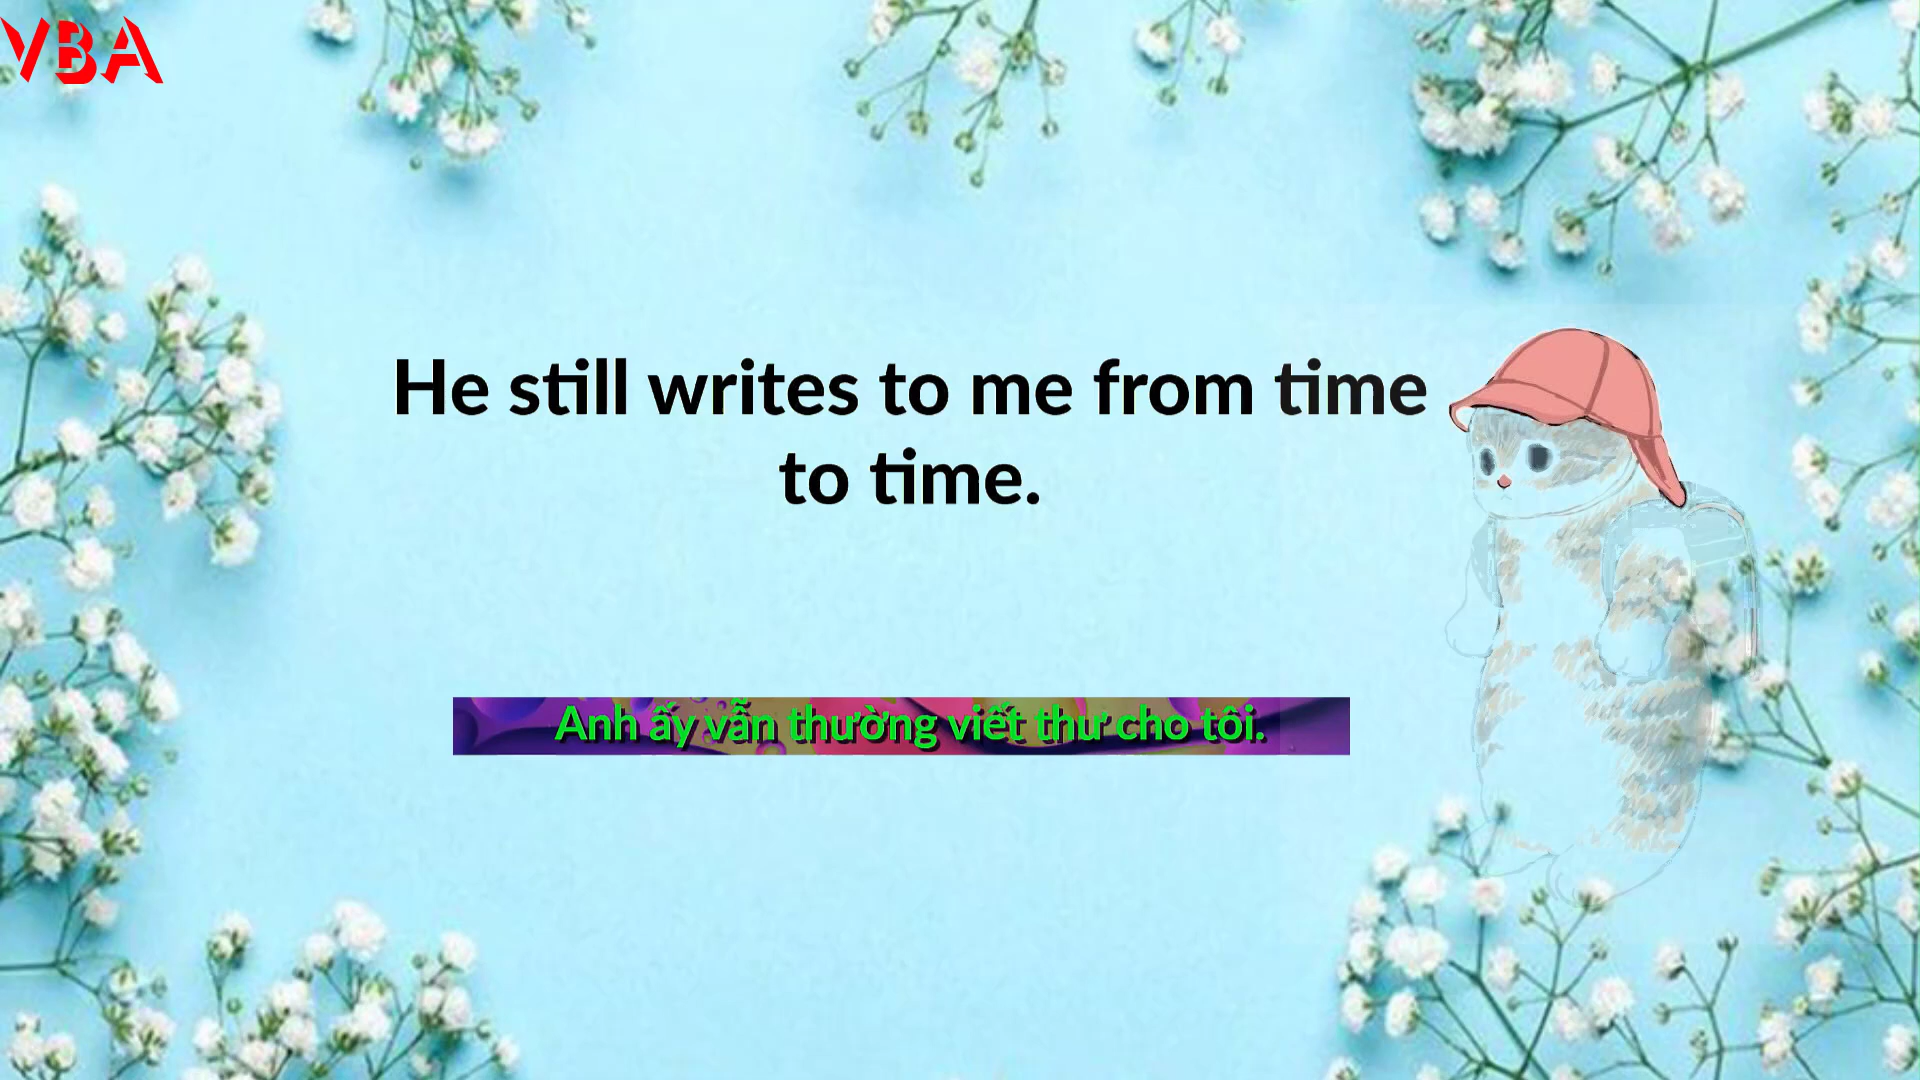 VBA
He still writes to me from time
to time.
Anh ấy vẫn thường viết thư cho tôi.